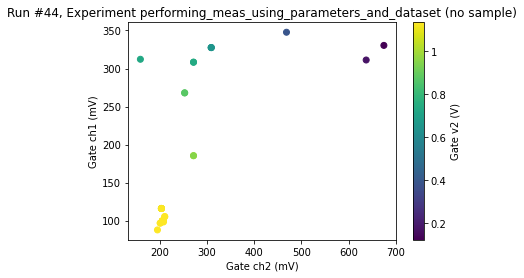 Run #44, Experiment performing_meas_using_parameters_and_dataset (no sample)
350
300
250
200
150
100
Gate ch1 (mV)
200 300 400 500 600 700
Gate ch2 (mV)
1
0.8
0.6
0.4
0.2
Gate v2 (V)